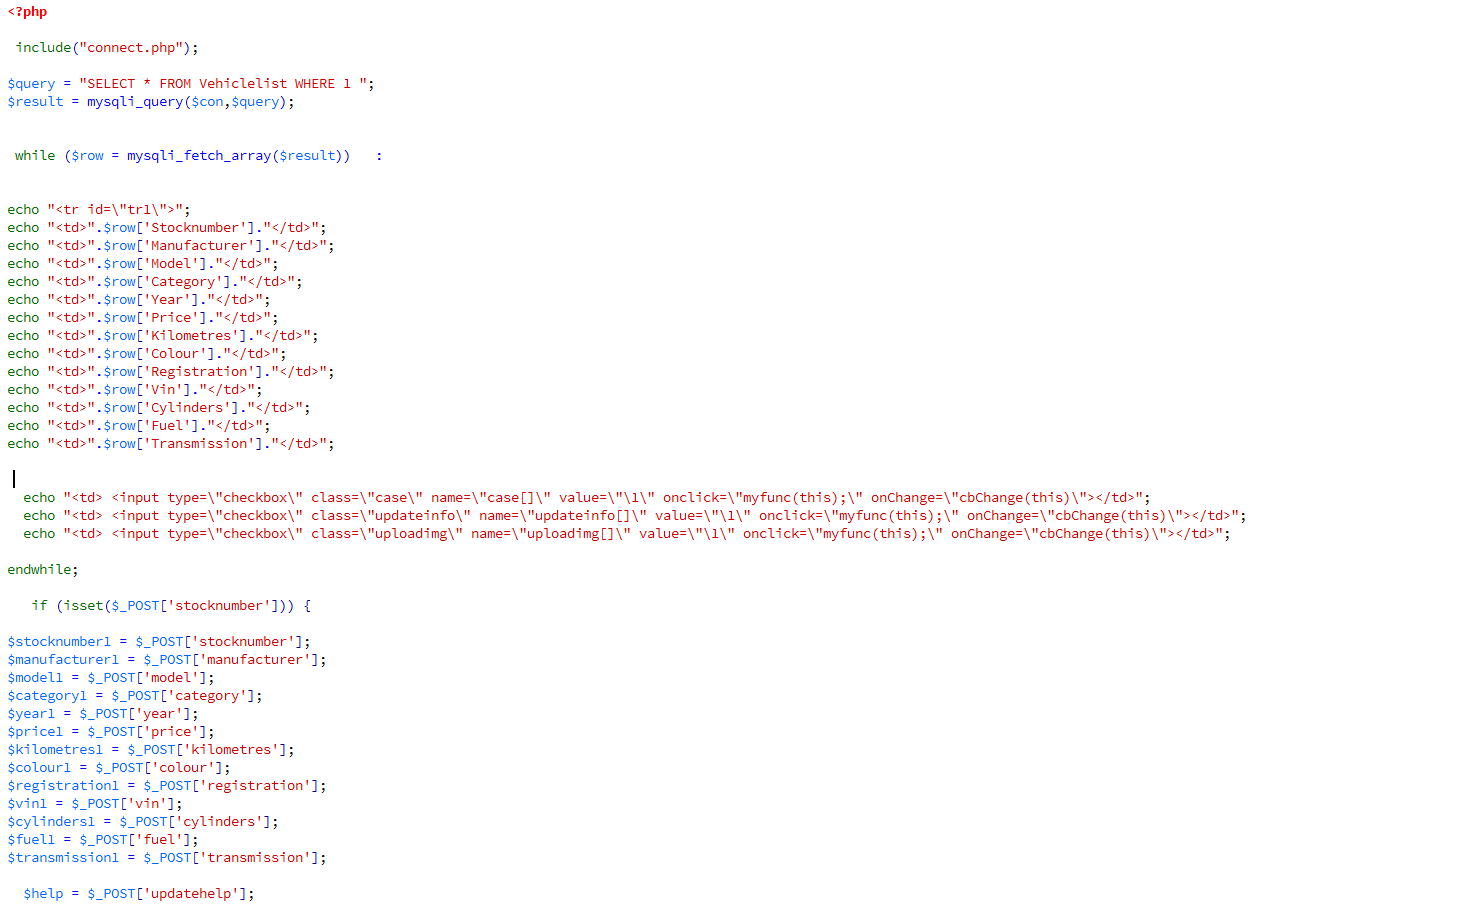 <?php
include("connect.php");
$query = "SELECT * FROM Vehiclelist WHERE 1 ";
$result = mysqli_query($con,$query);
while ($row = mysqli_fetch_array($result))   :
echo "<tr id=\"tr1\">";
echo "<td>".$row['Stocknumber']."</td>";
echo "<td>".$row['Manufacturer']."</td>";
echo "<td>".$row['Model']."</td>";
echo "<td>".$row['Category']."</td>";
echo "<td>".$row['Year']."</td>";
echo "<td>".$row['Price']."</td>";
echo "<td>".$row['Kilometres']."</td>";
echo "<td>".$row['Colour']."</td>";
echo "<td>".$row['Registration']."</td>";
echo "<td>".$row['Vin']."</td>";
echo "<td>".$row['Cylinders']."</td>";
echo "<td>".$row['Fuel']."</td>";
echo "<td>".$row['Transmission']."</td>";
echo "<td> <input type=\"checkbox\" class=\"case\" name=\"case[]\" value=\"\1\" onclick=\"myfunc(this);\" onChange=\"cbChange(this)\"></td>";
echo "<td> <input type=\"checkbox\" class=\"updateinfo\" name=\"updateinfo[]\" value=\"\1\" onclick=\"myfunc(this);\" onChange=\"cbChange(this)\"></td>";
echo "<td> <input type=\"checkbox\" class=\"uploadimg\" name=\"uploadimg[]\" value=\"\1\" onclick=\"myfunc(this);\" onChange=\"cbChange(this)\"></td>";
endwhile;
if (isset($_POST['stocknumber'])) {
$stocknumber1 = $_POST['stocknumber'];
$manufacturer1 = $_POST['manufacturer'];
$model1 = $_POST['model'];
$category1 = $_POST['category'];
$year1 = $_POST['year'];
$price1 = $_POST['price'];
$kilometres1 = $_POST['kilometres'];
$colour1 = $_POST['colour'];
$registration1 = $_POST['registration'];
$vin1 = $_POST['vin'];
$cylinders1 = $_POST['cylinders'];
$fuel1 = $_POST['fuel'];
$transmission1 = $_POST['transmission'];
$help = $_POST['updatehelp'];